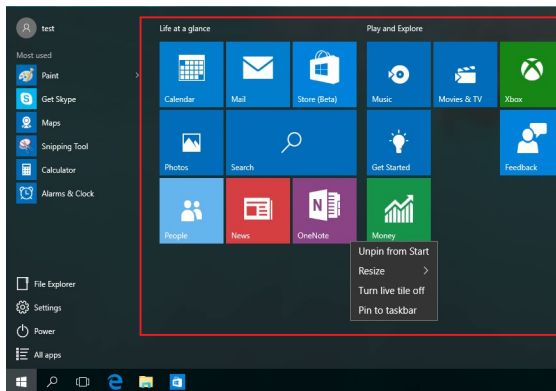 test
Most used
Paint
Get Skype
Maps
Snipping Tool
Calculator
Alarms & Clock
File Explorer
Settings
Power
All apps
Life at a glance
Calendar
Mail
Store (Beta)
Photos
Search
People
News
OneNote
Play and Explore
Music
Movies & TV
Xbox
Get Started
Feedback
Money
Unpin from Start
Resize
Turn live tile off
Pin to taskbar